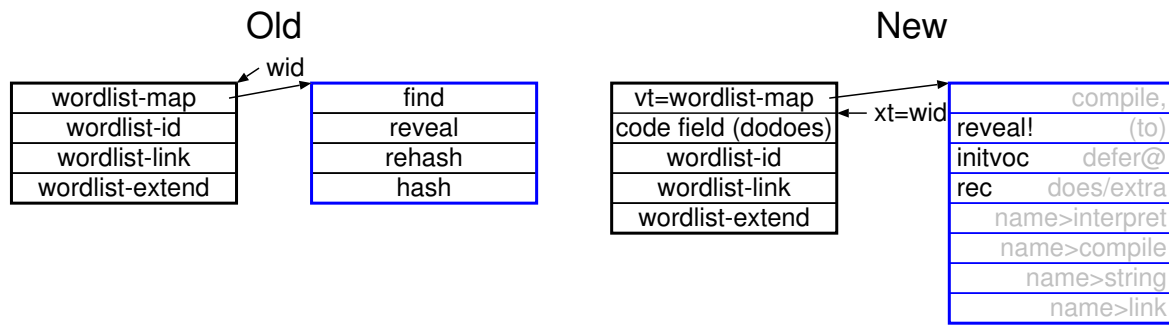 Old
wid
wordlist-map
wordlist-id
wordlist-link
wordlist-extend
find
reveal
rehash
hash
New
vt=wordlist-map
code field (dodoes)
wordlist-id
wordlist-link
wordlist-extend
xt=wid
compile,
reveal! (to)
initvoc defer@
rec does/extra
name>interpret
name>compile
name>string
name>link